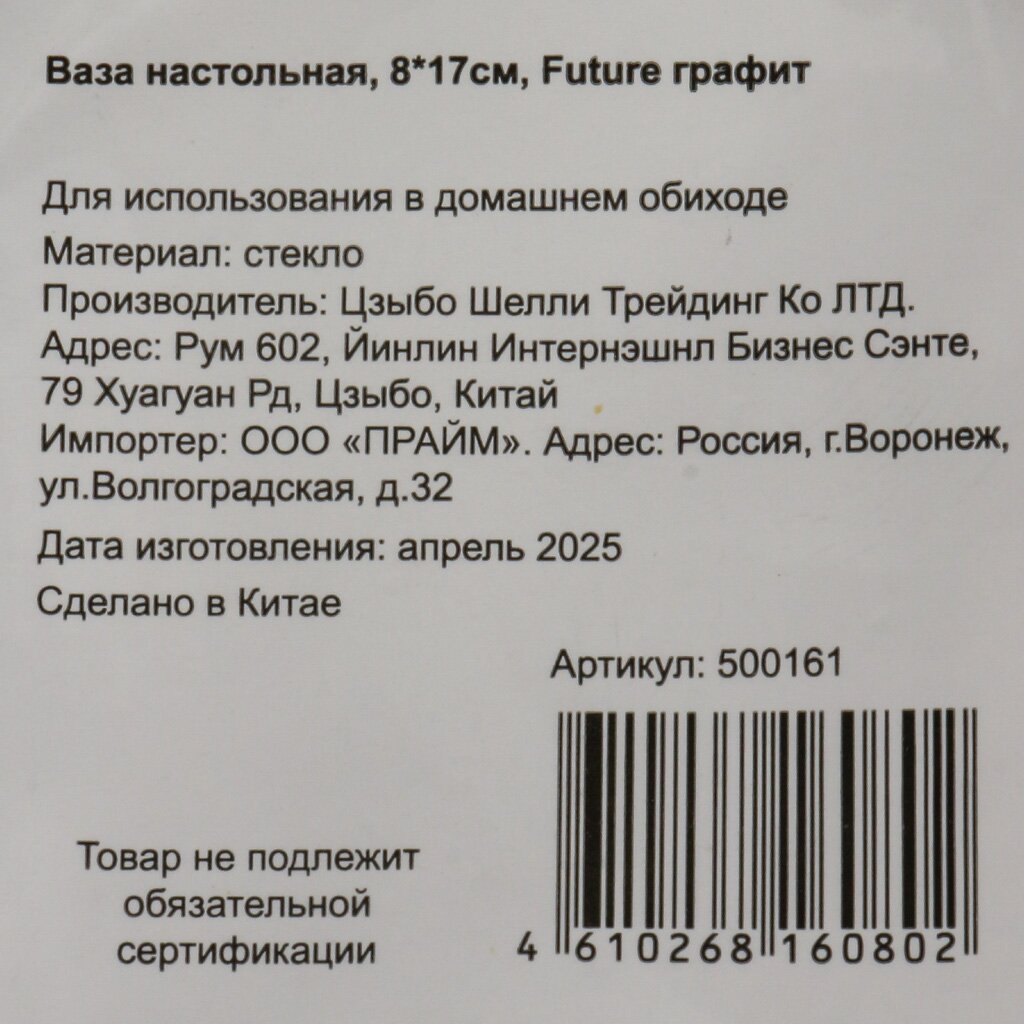 Ваза настольная, 8*17см, Future графит
Для использования в домашнем обиходе
Материал: стекло
Производитель: Цзыбо Шелли Трейдинг Ко ЛТД.
Адрес: Рум 602, Йинлин Интернэшнл Бизнес Сэнте,
79 Хуагуан Рд, Цзыбо, Китай
Импортер: ООО «ПРАЙМ». Адрес: Россия, г.Воронеж,
ул.Волгоградская, д.32
Дата изготовления: апрель 2025
Сделано в Китае
Артикул: 500161
Товар не подлежит
обязательной
сертификации
4 610268 160802